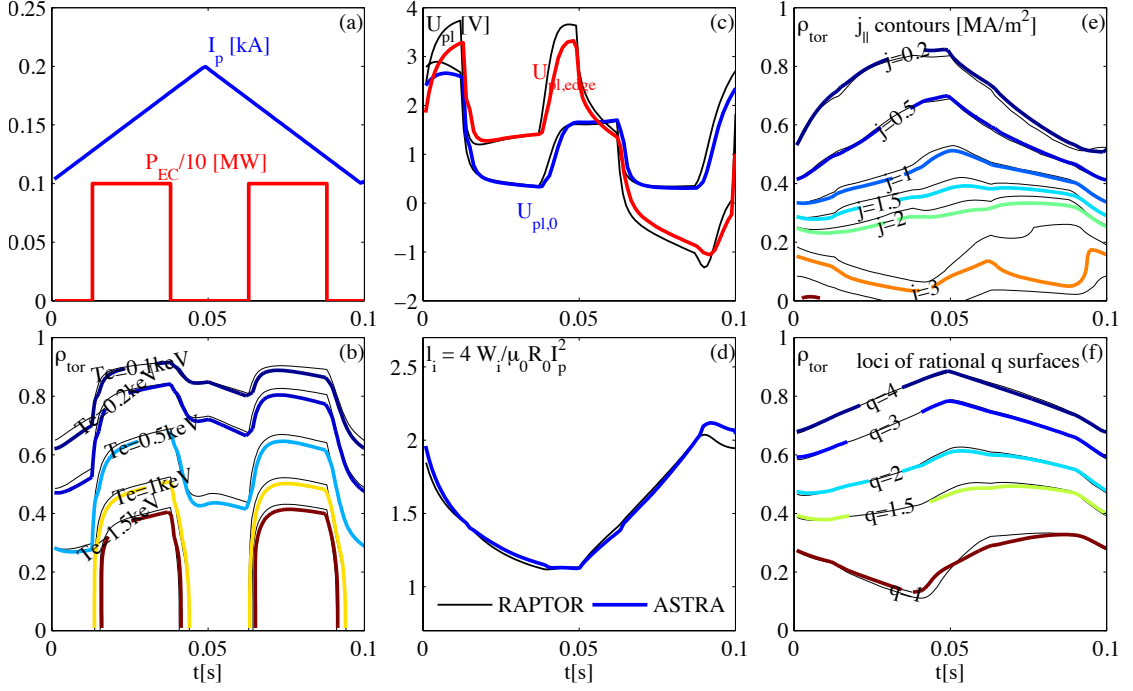 (a)
I_p [kA]
P_EC/10 [MW]
0.25
0.2
0.15
0.1
0.05
0
0 0.05 0.1
(c)
U_pl [V]
U_pl,edge
U_pl,0
4
3
2
1
0
−1
−2
0 0.05 0.1
(e)
ρ_tor j_|| contours [MA/m²]
j=0.2
j=0.5
j=1
j=1.5
j=2
j=3
1
0.8
0.6
0.4
0.2
0
0 0.05 0.1
(b)
ρ_tor
Te=0.1keV
Te=0.2keV
Te=0.5keV
Te=1keV
Te=1.5keV
1
0.8
0.6
0.4
0.2
0
0 0.05 0.1
t[s]
(d)
l_i = 4 W_i/μ_0R_0I_p^2
2.5
2
1.5
1
RAPTOR ASTRA
0 0.05 0.1
t[s]
(f)
ρ_tor loci of rational q surfaces
q=4
q=3
q=2
q=1.5
q=1
1
0.8
0.6
0.4
0.2
0
0 0.05 0.1
t[s]